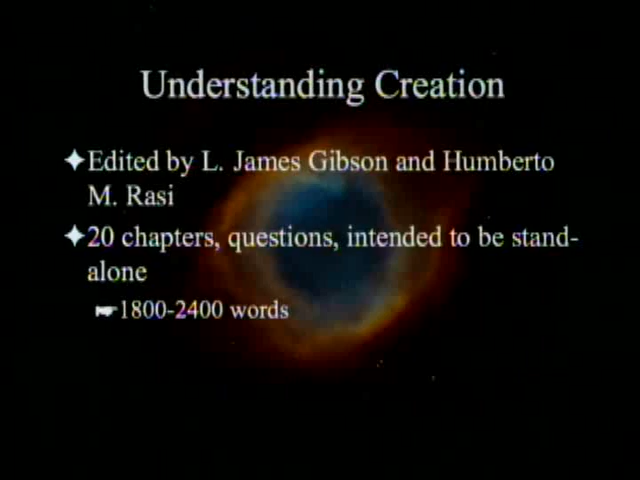 Understanding Creation
Edited by L. James Gibson and Humberto
M. Rasi
20 chapters, questions, intended to be stand-
alone
1800-2400 words